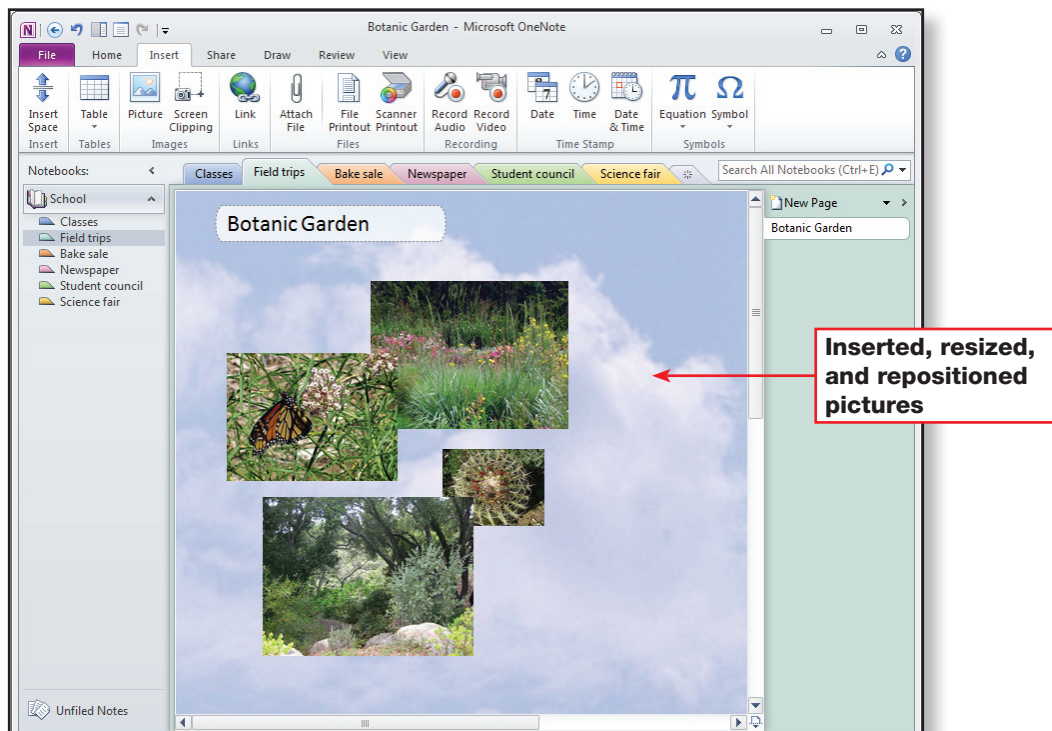 Botanic Garden - Microsoft OneNote
File Home Insert Share Draw Review View
Insert Space
Table
Picture
Screen Clipping
Link
Attach File
File Printout
Scanner Printout
Record Audio
Record Video
Date
Time
Date & Time
Equation
Symbol
Insert Tables Images Links Files Recording Time Stamp Symbols
Notebooks:
Classes Field trips Bake sale Newspaper Student council Science fair
Search All Notebooks (Ctrl+E)
School
Classes
Field trips
Bake sale
Newspaper
Student council
Science fair
Unfiled Notes
Botanic Garden
New Page
Botanic Garden
Inserted, resized,
and repositioned
pictures